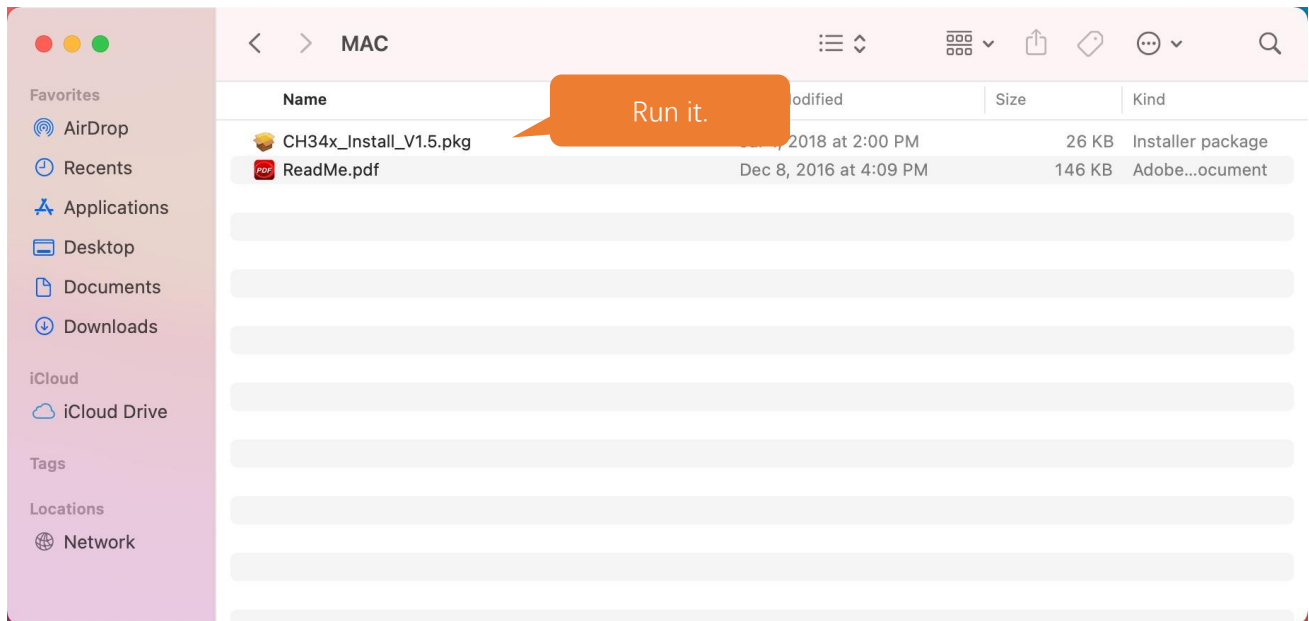 MAC
Favorites
AirDrop
Recents
Applications
Desktop
Documents
Downloads
iCloud
iCloud Drive
Tags
Locations
Network
Name odified Size Kind
Run it.
CH34x_Install_V1.5.pkg 2018 at 2:00 PM 26 KB Installer package
PDF ReadMe.pdf Dec 8, 2016 at 4:09 PM 146 KB Adobe...ocument